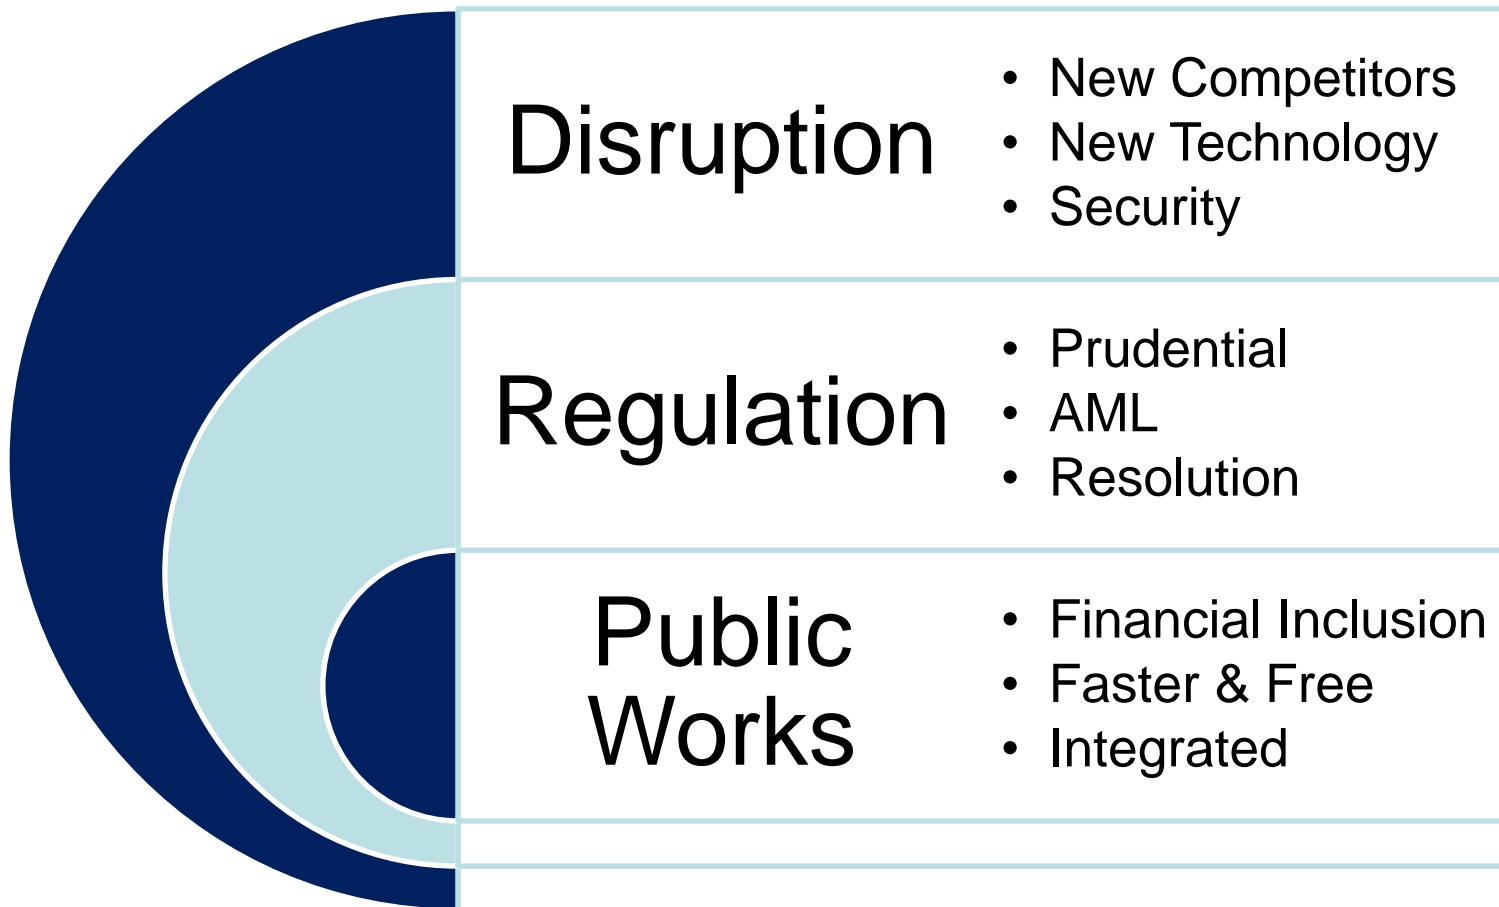 Disruption
• New Competitors
• New Technology
• Security
Regulation
• Prudential
• AML
• Resolution
Public
Works
• Financial Inclusion
• Faster & Free
• Integrated